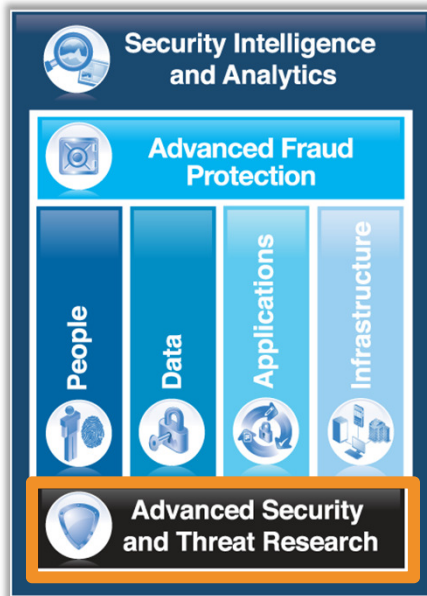 Security Intelligence
and Analytics
Advanced Fraud
Protection
People
Data
Applications
Infrastructure
Advanced Security
and Threat Research